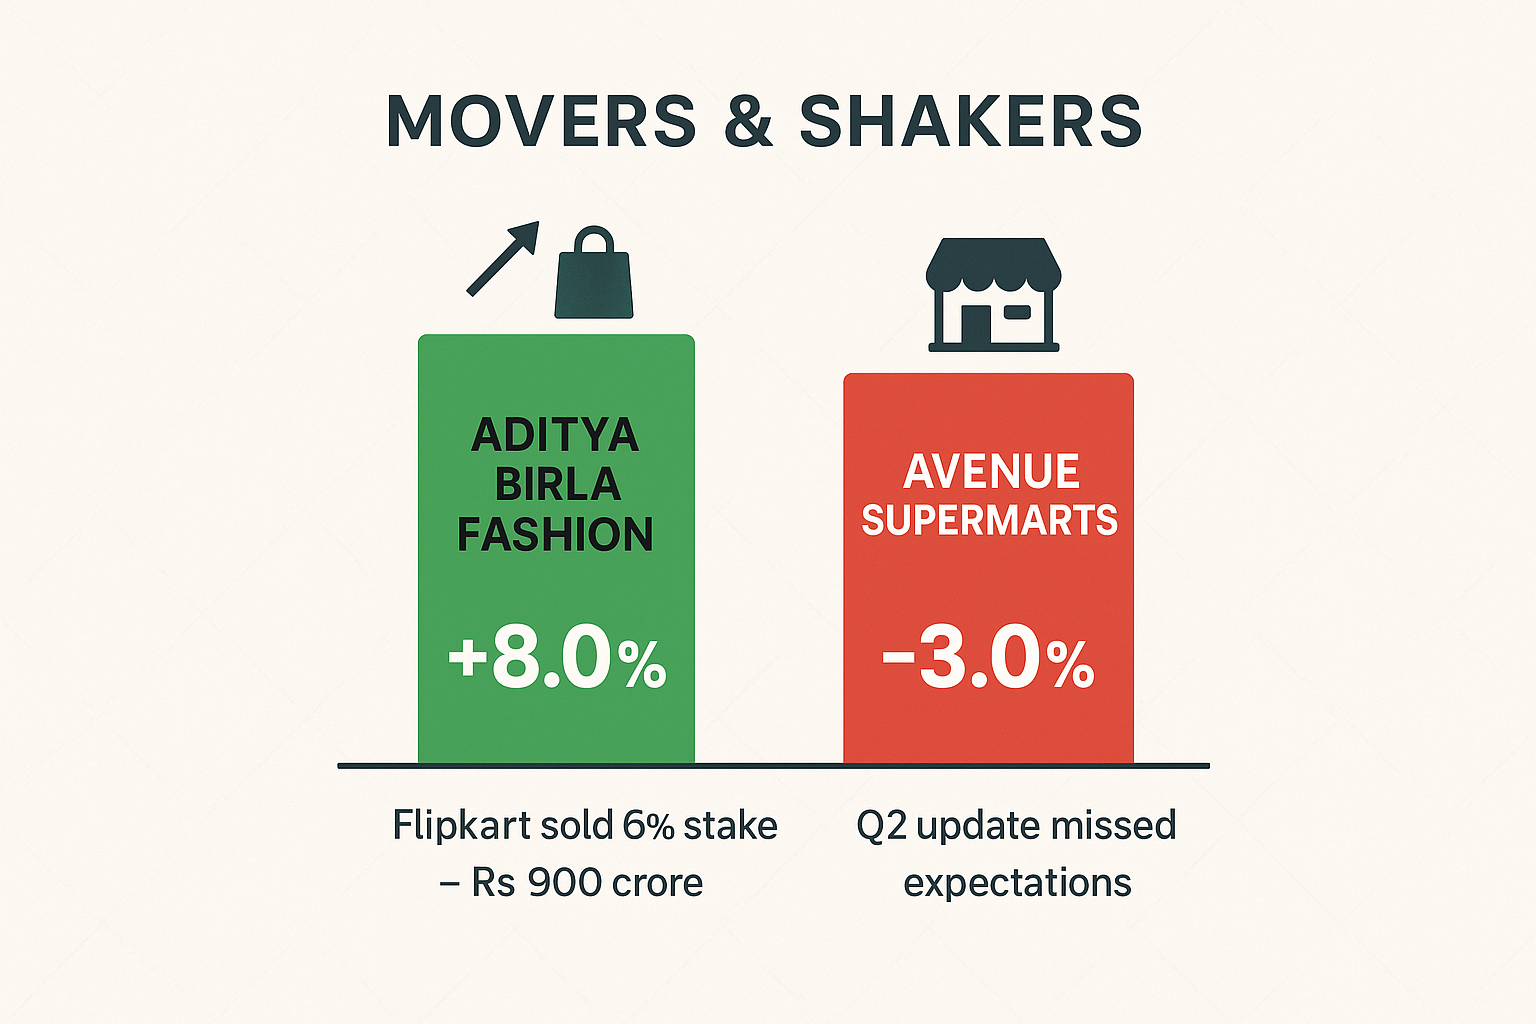 MOVERS & SHAKERS
ADITYA
BIRLA
FASHION
+8.0%
Flipkart sold 6% stake
– Rs 900 crore
AVENUE
SUPERMARTS
–3.0%
Q2 update missed
expectations